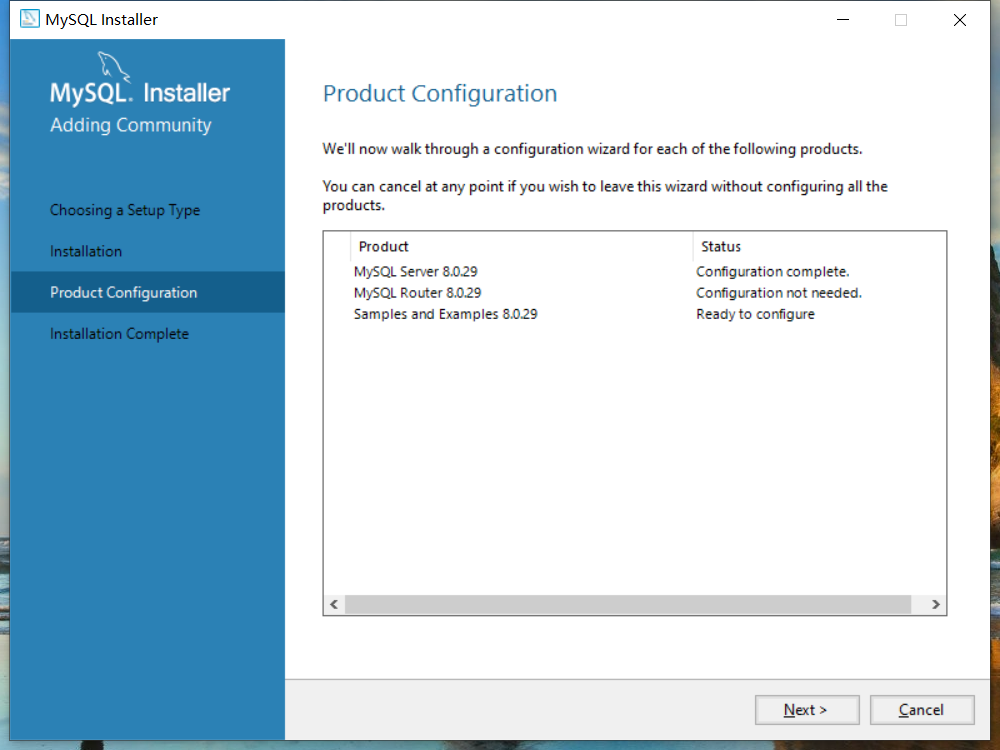 MySQL Installer
MySQL. Installer
Adding Community
Choosing a Setup Type
Installation
Product Configuration
Installation Complete
Product Configuration
We'll now walk through a configuration wizard for each of the following products.
You can cancel at any point if you wish to leave this wizard without configuring all the
products.
Product Status
MySQL Server 8.0.29 Configuration complete.
MySQL Router 8.0.29 Configuration not needed.
Samples and Examples 8.0.29 Ready to configure
Next > Cancel